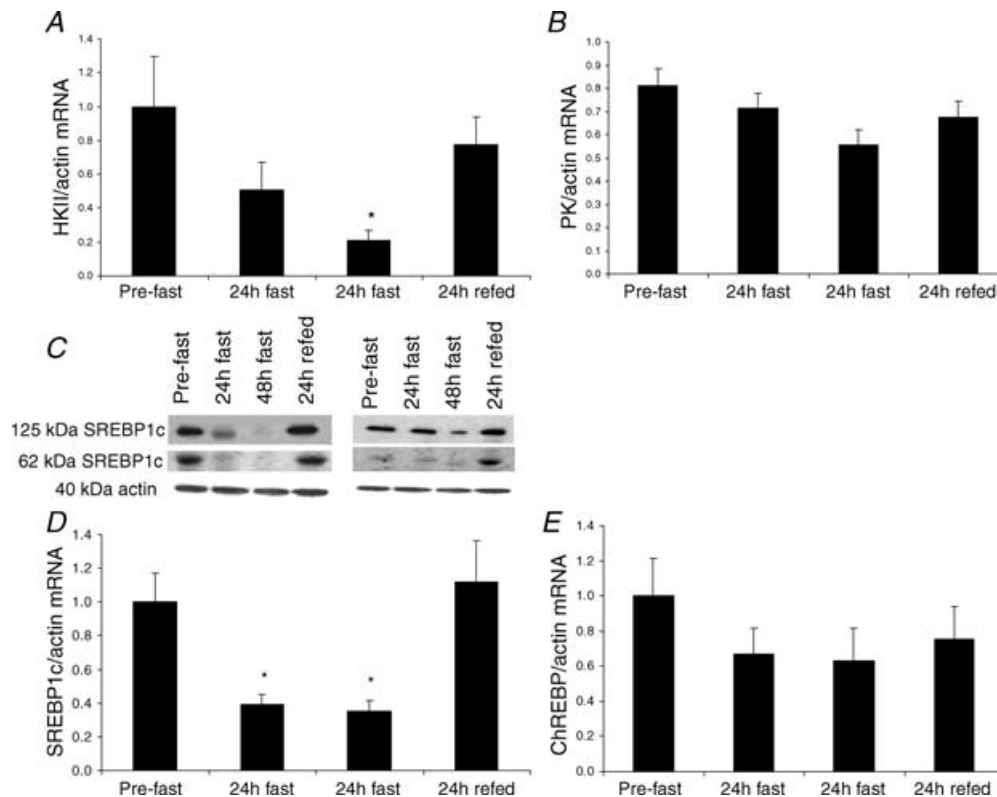 A
HKII/actin mRNA
1.4
1.2
1.0
0.8
0.6
0.4
0.2
0.0
*
Pre-fast 24h fast 24h fast 24h refed
B
PK/actin mRNA
1.0
0.9
0.8
0.7
0.6
0.5
0.4
0.3
0.2
0.1
0.0
Pre-fast 24h fast 24h fast 24h refed
C
Pre-fast 24h fast 48h fast 24h refed
Pre-fast 24h fast 48h fast 24h refed
125 kDa SREBP1c
62 kDa SREBP1c
40 kDa actin
D
SREBP1c/actin mRNA
1.4
1.2
1.0
0.8
0.6
0.4
0.2
0.0
* *
Pre-fast 24h fast 24h fast 24h refed
E
ChREBP/actin mRNA
1.4
1.2
1.0
0.8
0.6
0.4
0.2
0.0
Pre-fast 24h fast 24h fast 24h refed